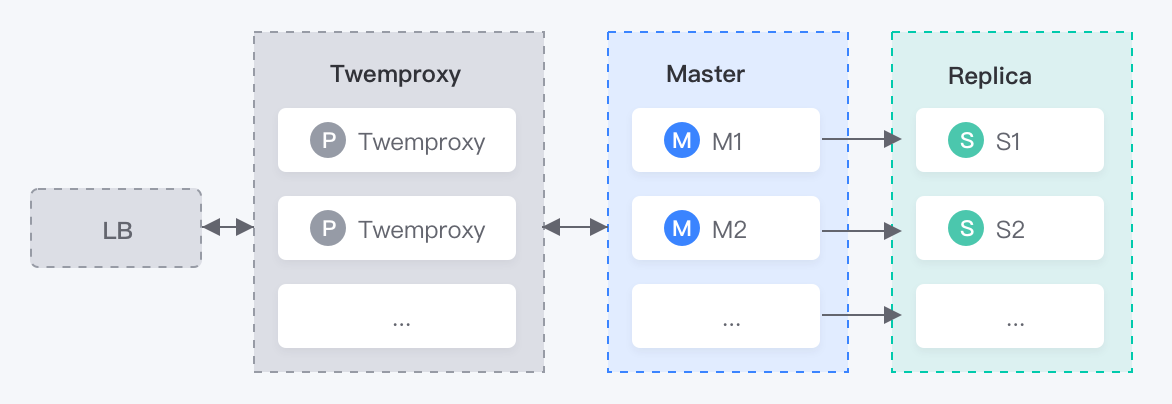 Twemproxy
P Twemproxy
P Twemproxy
...
LB
Master
M M1
M M2
...
Replica
S S1
S S2
...